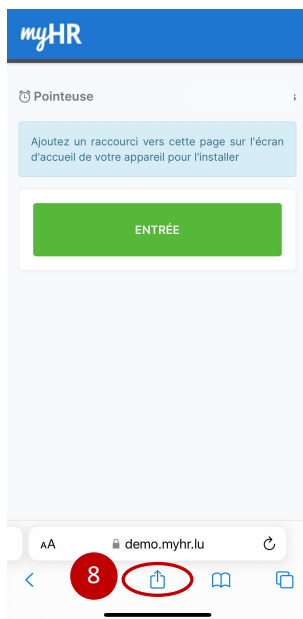 myHR
Pointeuse
Ajoutez un raccourci vers cette page sur l'écran
d'accueil de votre appareil pour l'installer
ENTRÉE
AA demo.myhr.lu
8